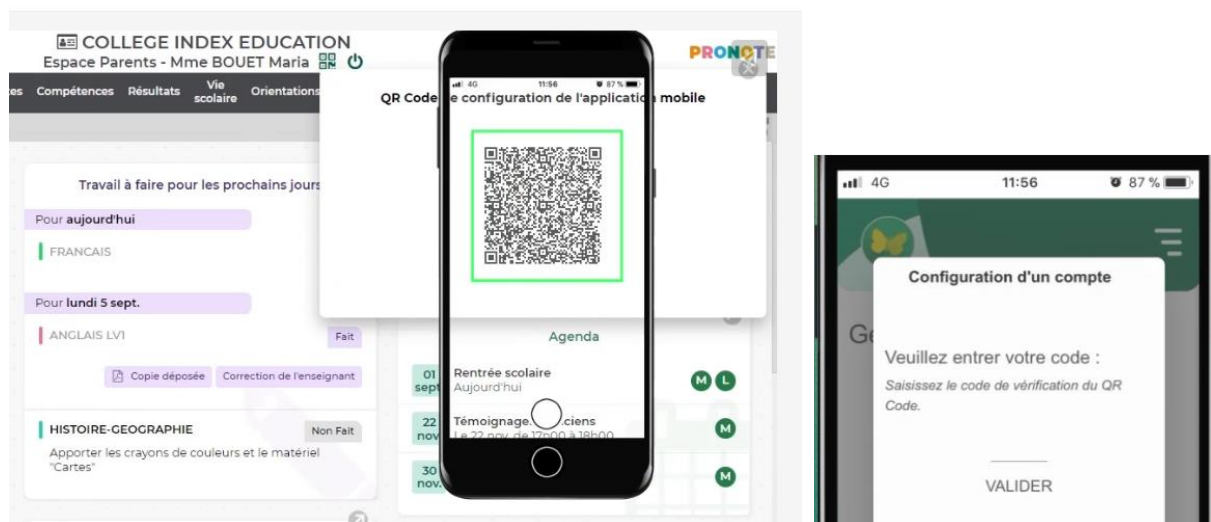 COLLEGE INDEX EDUCATION
Espace Parents - Mme BOUET Maria
PRONOTE
Compétences Résultats Vie scolaire Orientations
4G 11:56 87 %
QR Code de configuration de l'application mobile
Travail à faire pour les prochains jours
Pour aujourd'hui
FRANCAIS
Pour lundi 5 sept.
ANGLAIS LV1
Fait
Copie déposée Correction de l'enseignant
HISTOIRE-GEOGRAPHIE
Non Fait
Apporter les crayons de couleurs et le matériel
"Cartes"
Agenda
01 sept
Rentrée scolaire
Aujourd'hui
M L
22 nov
Le 22 nov. de 17h00 à 18h00
M
30 nov.
M
4G 11:56 87 %
Configuration d'un compte
Veuillez entrer votre code :
Saisissez le code de vérification du QR
Code.
VALIDER